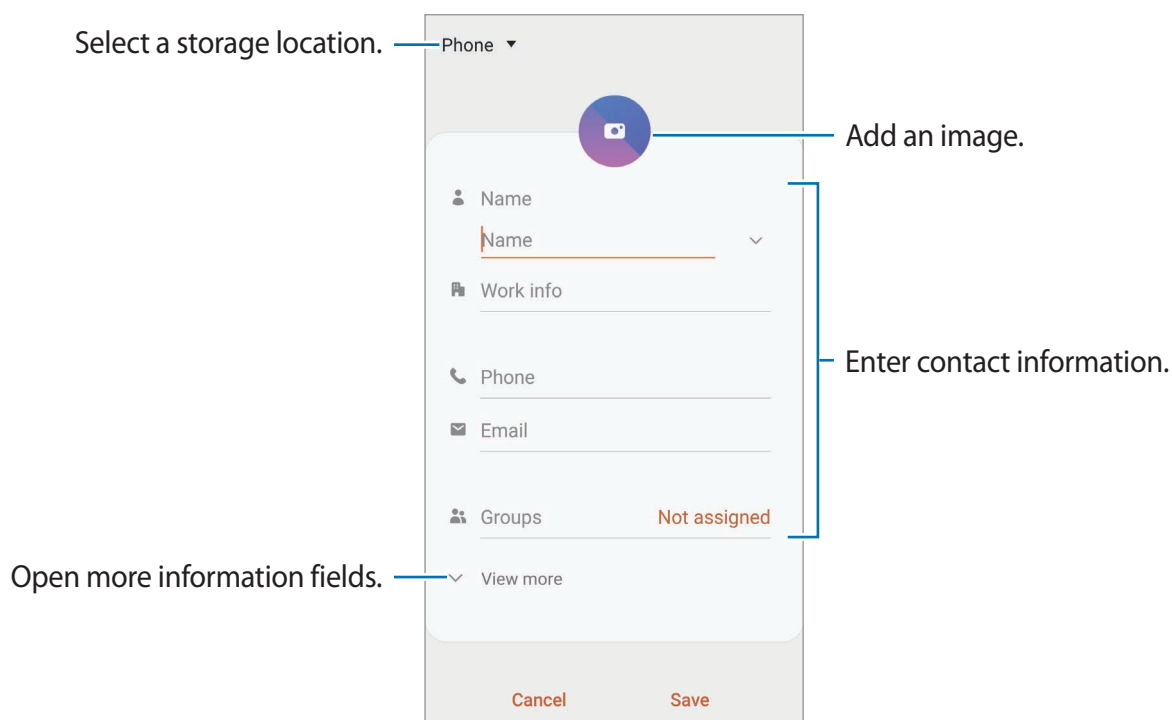 Select a storage location.
Phone
Add an image.
Name
Name
Work info
Phone
Enter contact information.
Email
Groups Not assigned
Open more information fields.
View more
Cancel Save